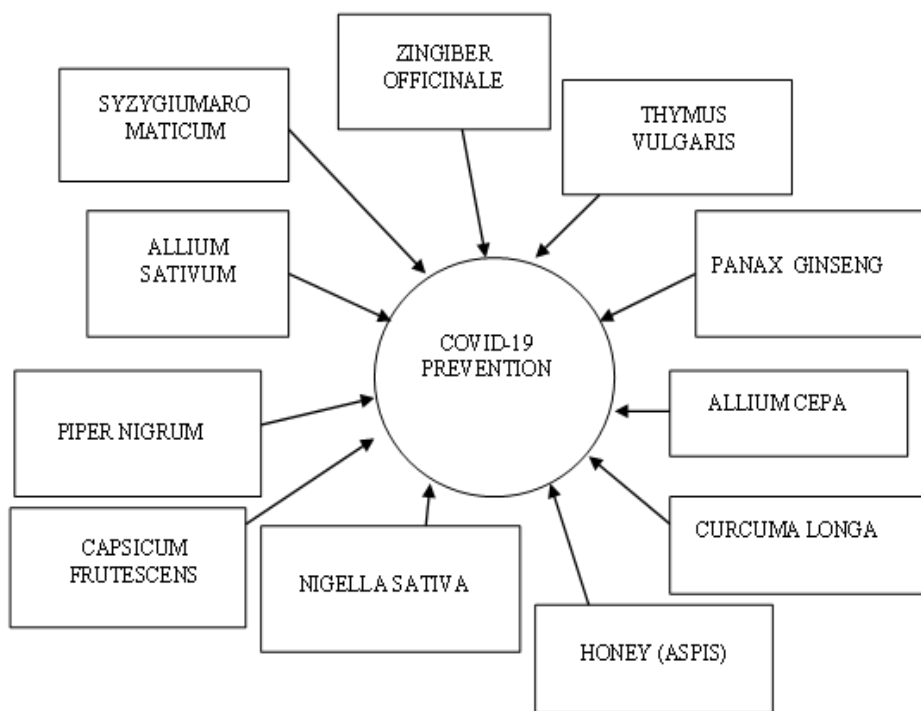 ZINGIBER
OFFICINALE
SYZYGIUMARO
MATICUM
THYMUS
VULGARIS
ALLIUM
SATIVUM
PANAX GINSENG
COVID-19
PREVENTION
ALLIUM CEPA
PIPER NIGRUM
CURCUMA LONGA
CAPSICUM
FRUTESCENS
NIGELLA SATIVA
HONEY (ASPIS)